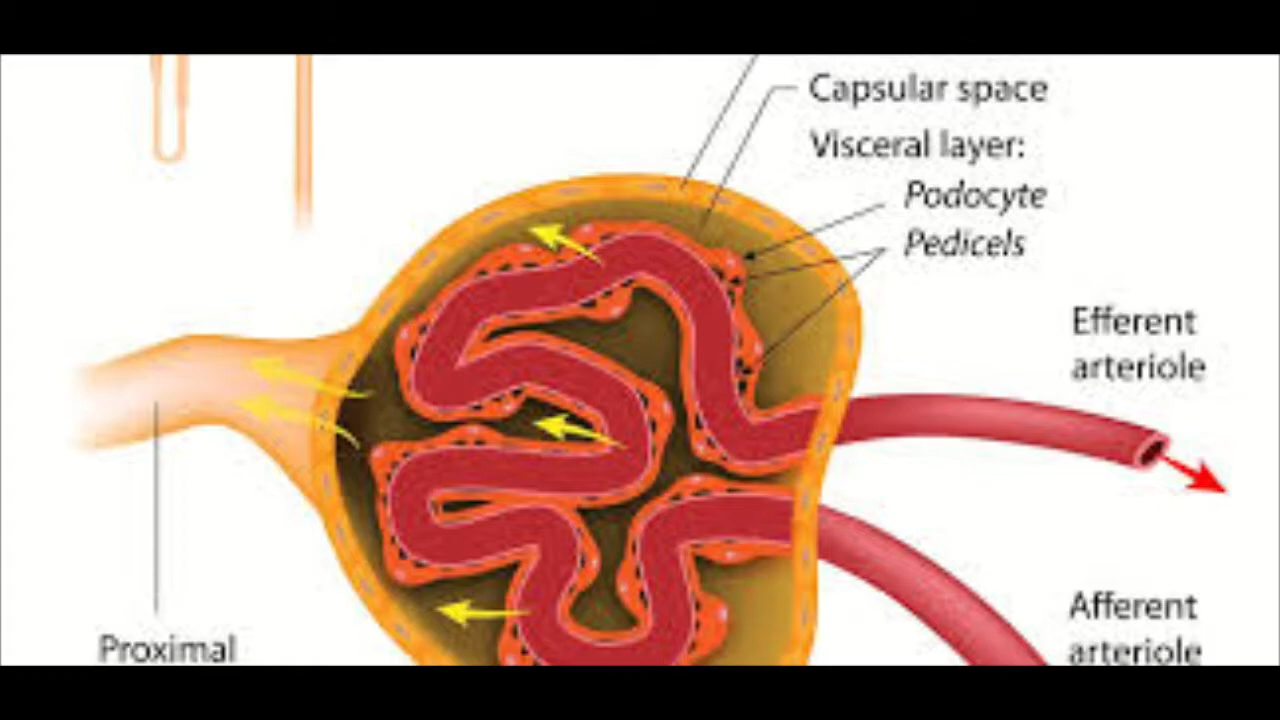 Capsular space
Visceral layer:
Podocyte
Pedicels
Efferent
arteriole
Afferent
arteriole
Proximal